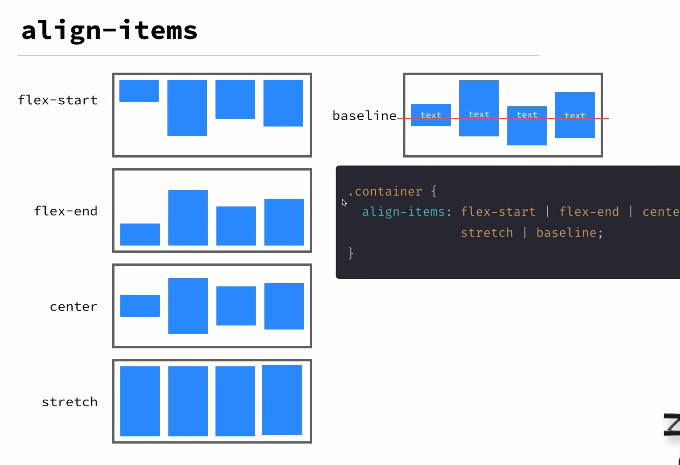 align-items
flex-start
baseline
text text text text
.container {
align-items: flex-start | flex-end | cente
stretch | baseline;
}
flex-end
center
stretch